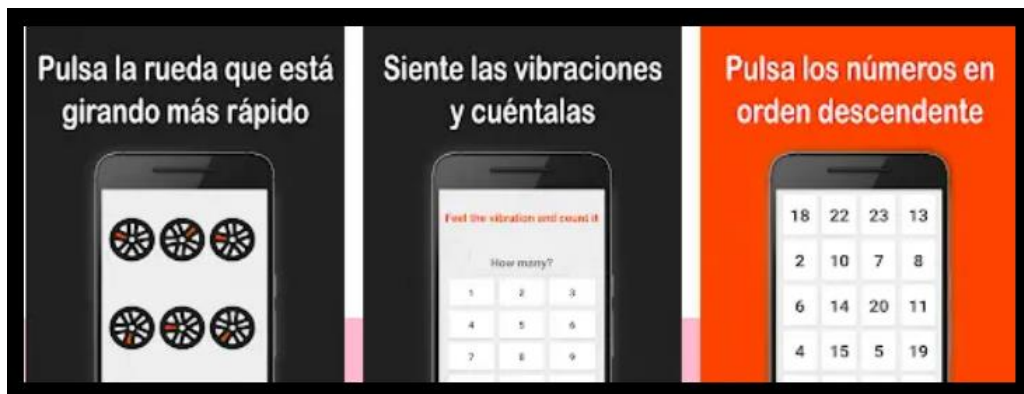 Pulsa la rueda que está
girando más rápido
Siente las vibraciones
y cuéntalas
Feel the vibration and count it
How many?
1 2 3
4 5 6
7 8 9
Pulsa los números en
orden descendente
18 22 23 13
2 10 7 8
6 14 20 11
4 15 5 19